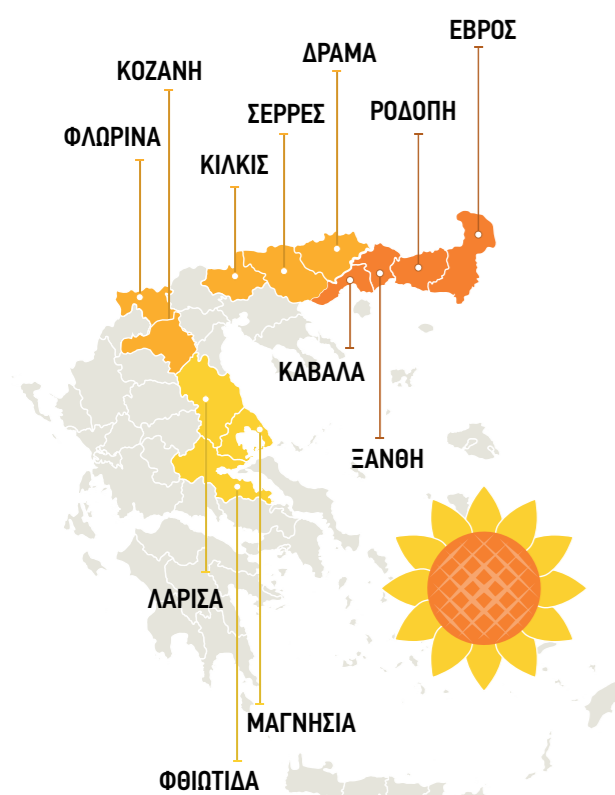 ΕΒΡΟΣ
ΔΡΑΜΑ
ΚΟΖΑΝΗ
ΣΕΡΡΕΣ
ΡΟΔΟΠΗ
ΦΛΩΡΙΝΑ
ΚΙΛΚΙΣ
ΚΑΒΑΛΑ
ΞΑΝΘΗ
ΛΑΡΙΣΑ
ΜΑΓΝΗΣΙΑ
ΦΘΙΩΤΙΔΑ